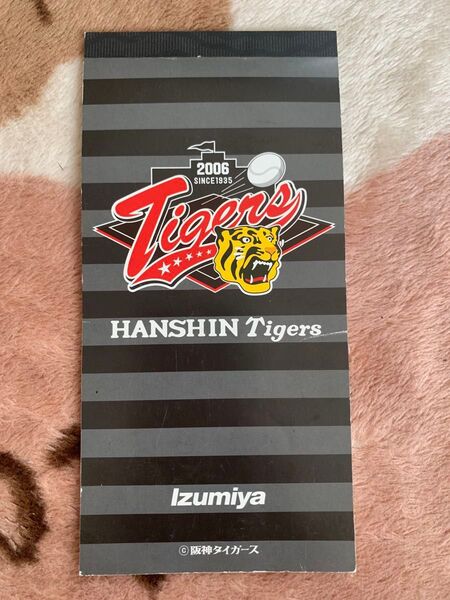 2006
SINCE1935
Tigers
HANSHIN Tigers
Izumiya
©阪神タイガース